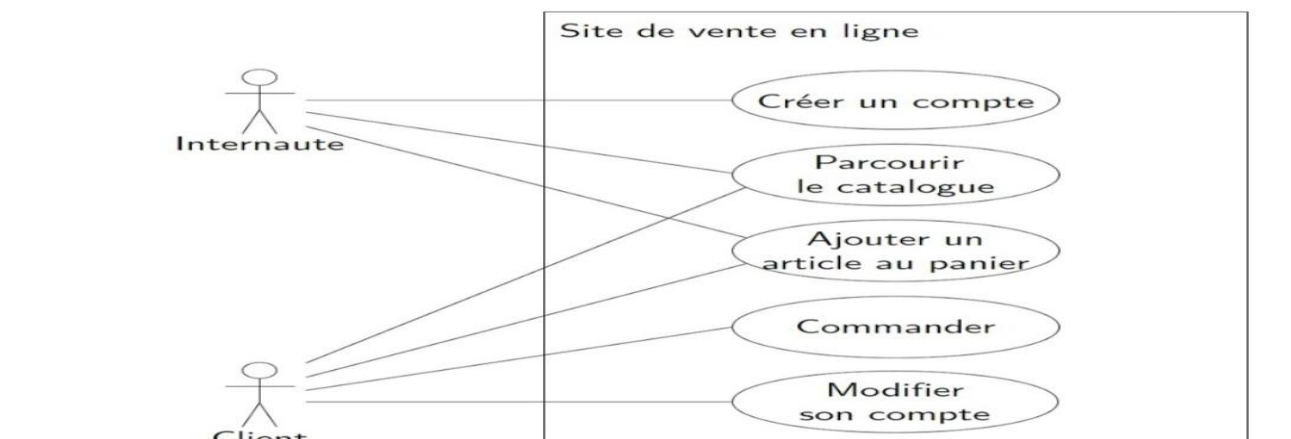 Site de vente en ligne
Créer un compte
Internaute
Parcourir
le catalogue
Ajouter un
article au panier
Commander
Modifier
son compte
Client